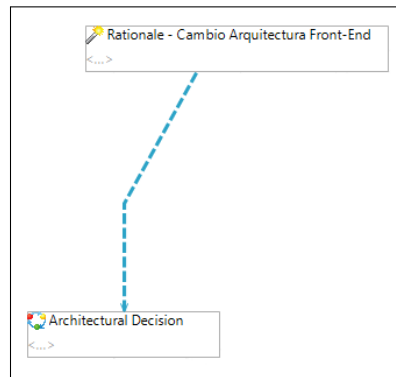 Rationale - Cambio Arquitectura Front-End
<...>
Architectural Decision
<...>